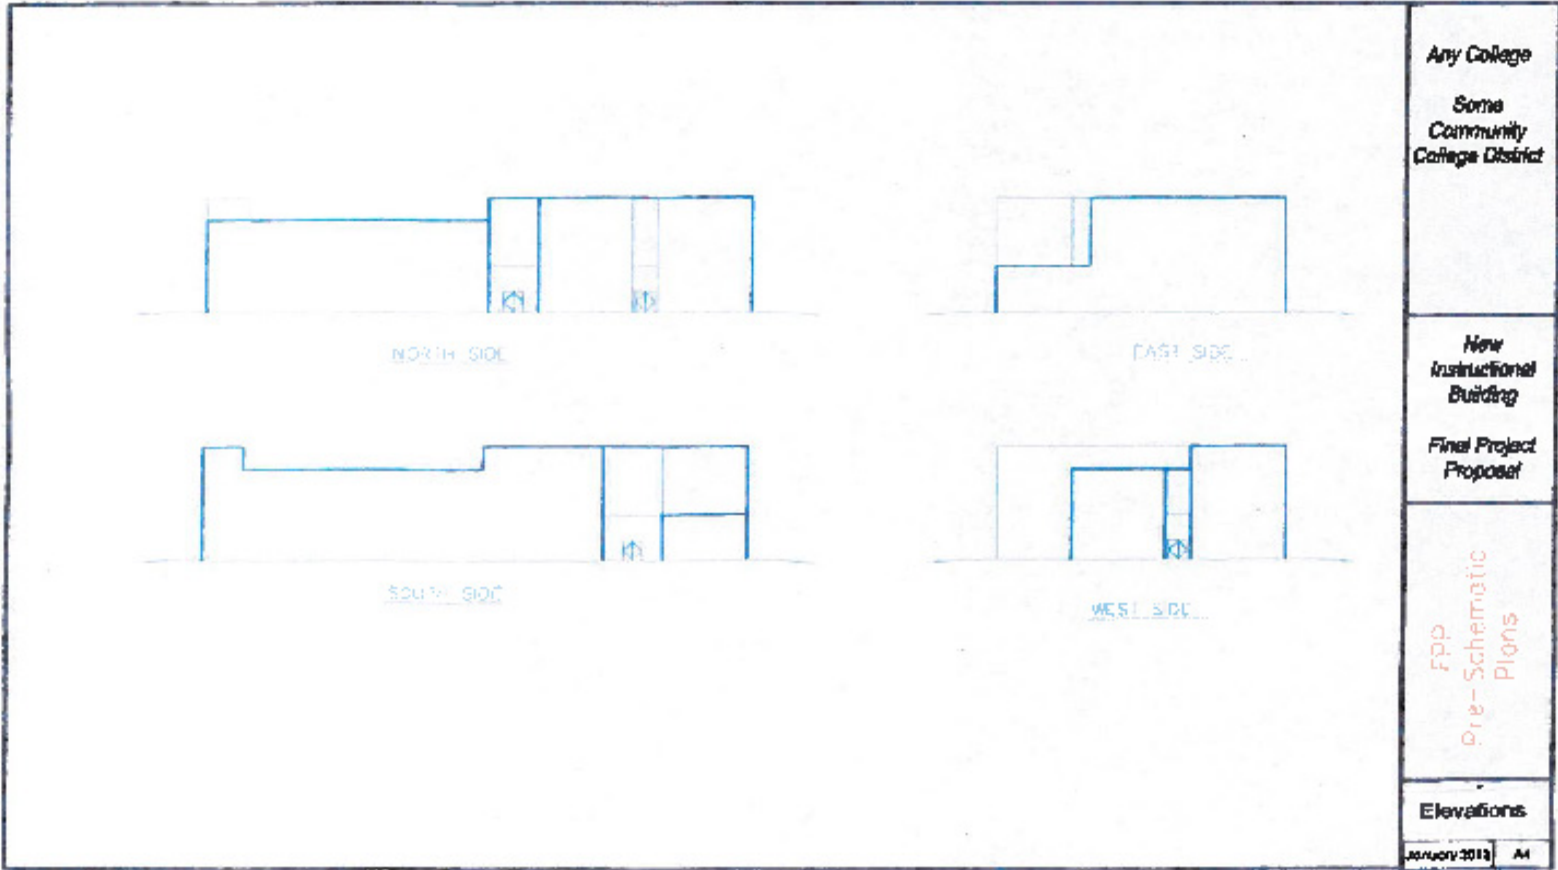 NORTH SIDE
EAST SIDE
SOUTH SIDE
WEST SIDE
Any College
Some
Community
College District
New
Instructional
Building
Final Project
Proposal
FPP
Pre-Schematic
Plans
Elevations
January A4